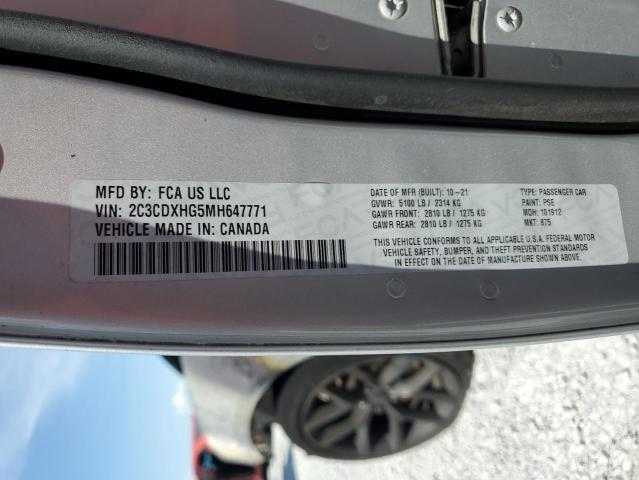 MFD BY: FCA US LLC
VIN: 2C3CDXHG5MH647771
VEHICLE MADE IN: CANADA
DATE OF MFR (BUILT): 10-21
GVWR: 5100 LB / 2314 KG
GAWR FRONT: 2810 LB / 1275 KG
GAWR REAR: 2810 LB / 1275 KG
TYPE: PASSENGER CAR
PAINT: PSE
MDH: 101912
MKT: 875
THIS VEHICLE CONFORMS TO ALL APPLICABLE U.S.A. FEDERAL MOTOR
VEHICLE SAFETY, BUMPER, AND THEFT PREVENTION STANDARDS
IN EFFECT ON THE DATE OF MANUFACTURE SHOWN ABOVE.